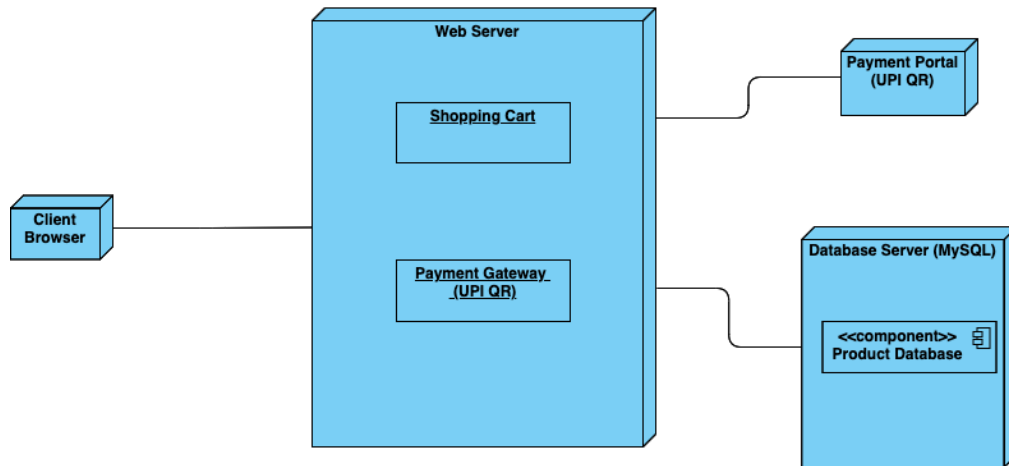 Web Server
Payment Portal
(UPI QR)
Shopping Cart
Client
Browser
Database Server (MySQL)
Payment Gateway
(UPI QR)
<<component>>
Product Database